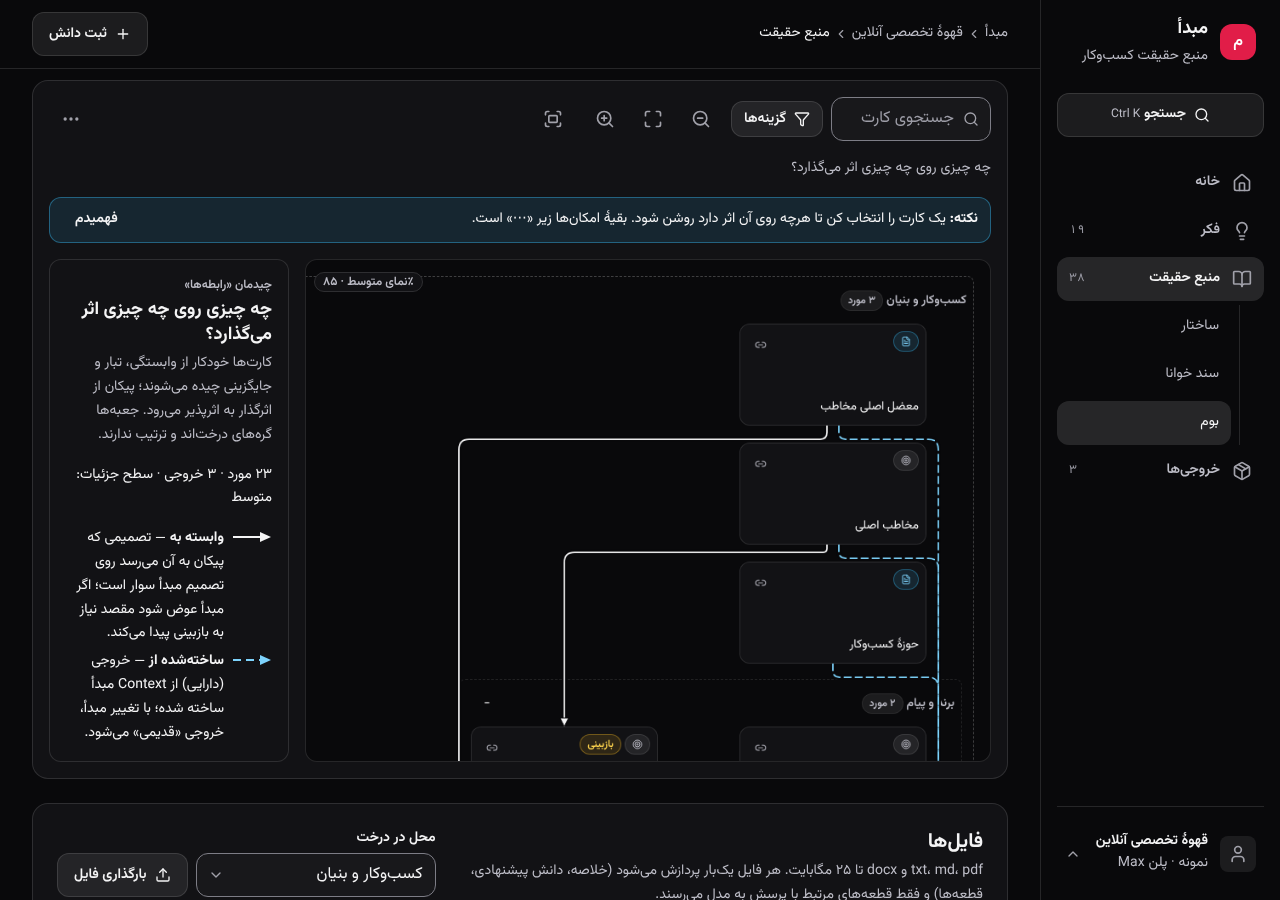 م
مبدأ
منبع حقیقت کسب‌وکار
جستجو Ctrl K
خانه
فکر ۱۹
منبع حقیقت ۳۸
ساختار
سند خوانا
بوم
خروجی‌ها ۳
قهوهٔ تخصصی آنلاین
نمونه · پلن Max
مبدأ › قهوهٔ تخصصی آنلاین › منبع حقیقت
ثبت دانش +
جستجوی کارت
گزینه‌ها
···
چه چیزی روی چه چیزی اثر می‌گذارد؟
نکته: یک کارت را انتخاب کن تا هرچه روی آن اثر دارد روشن شود. بقیهٔ امکان‌ها زیر «···» است.
فهمیدم
٪نمای متوسط · ۸۵
کسب‌وکار و بنیان ۳ مورد
معضل اصلی مخاطب
مخاطب اصلی
حوزهٔ کسب‌وکار
برند و پیام ۲ مورد
−
بازبینی
چیدمان «رابطه‌ها»
چه چیزی روی چه چیزی اثر
می‌گذارد؟
کارت‌ها خودکار از وابستگی، تبار و
جایگزینی چیده می‌شوند؛ پیکان از
اثرگذار به اثرپذیر می‌رود. جعبه‌ها
گره‌های درخت‌اند و ترتیب ندارند.
۲۳ مورد · ۳ خروجی · سطح جزئیات:
متوسط
وابسته به — تصمیمی که
پیکان به آن می‌رسد روی
تصمیم مبدأ سوار است؛ اگر
مبدأ عوض شود مقصد نیاز
به بازبینی پیدا می‌کند.
ساخته‌شده از — خروجی
(دارایی) از Context مبدأ
ساخته شده؛ با تغییر مبدأ،
خروجی «قدیمی» می‌شود.
فایل‌ها
txt، md، pdf و docx تا ۲۵ مگابایت. هر فایل یک‌بار پردازش می‌شود (خلاصه، دانش پیشنهادی،
قطعه‌ها) و فقط قطعه‌های مرتبط با پرسش به مدل می‌رسند.
محل در درخت
کسب‌وکار و بنیان
بارگذاری فایل